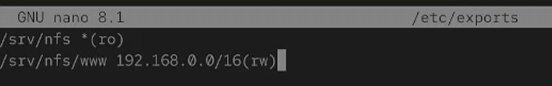 GNU nano 8.1 /etc/exports
/srv/nfs *(ro)
/srv/nfs/www 192.168.0.0/16(rw)